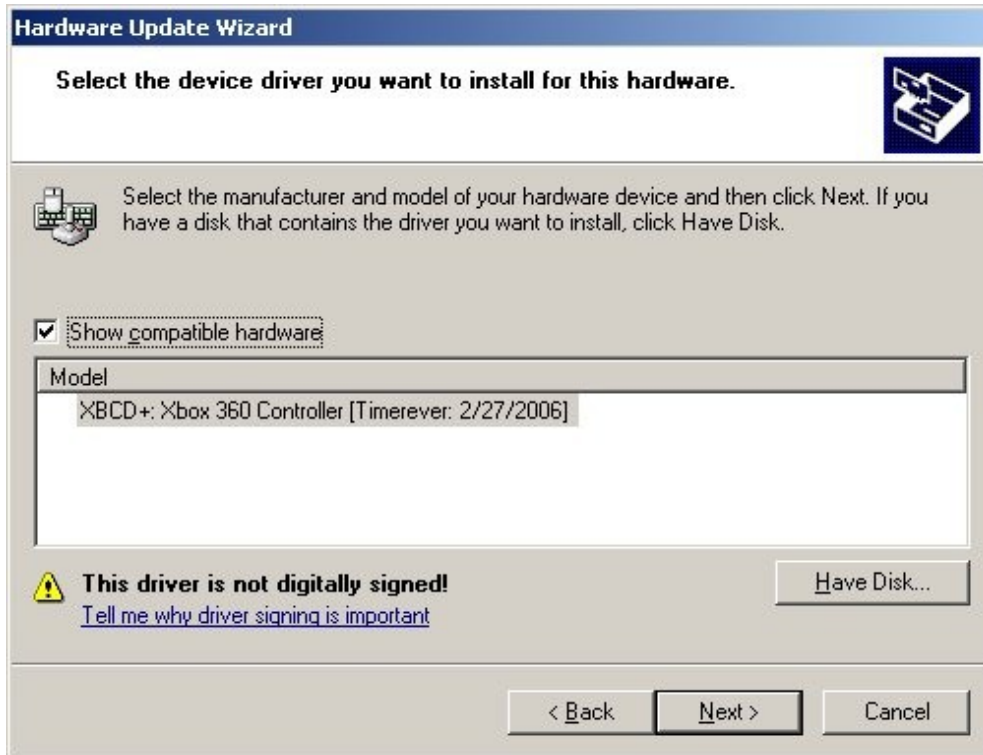 Hardware Update Wizard
Select the device driver you want to install for this hardware.
Select the manufacturer and model of your hardware device and then click Next. If you
have a disk that contains the driver you want to install, click Have Disk.
Show compatible hardware
Model
XBCD+: Xbox 360 Controller [Timerever: 2/27/2006]
This driver is not digitally signed!
Have Disk...
Tell me why driver signing is important
< Back
Next >
Cancel